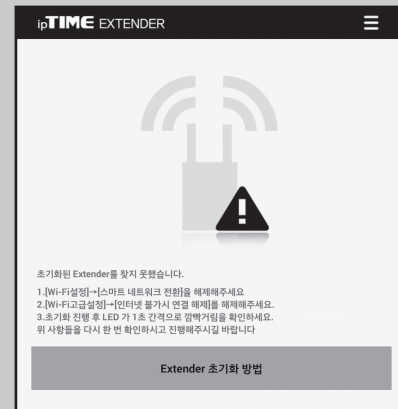 ipTIME EXTENDER
초기화된 Extender를 찾지 못했습니다.
1.[Wi-Fi설정]→[스마트 네트워크 전환]을 해제해주세요
2.[Wi-Fi고급설정]→[인터넷 불가시 연결 해제]를 해제해주세요.
3.초기화 진행 후 LED 가 1초 간격으로 깜빡거림을 확인하세요.
위 사항들을 다시 한 번 확인하시고 진행해주시길 바랍니다
Extender 초기화 방법